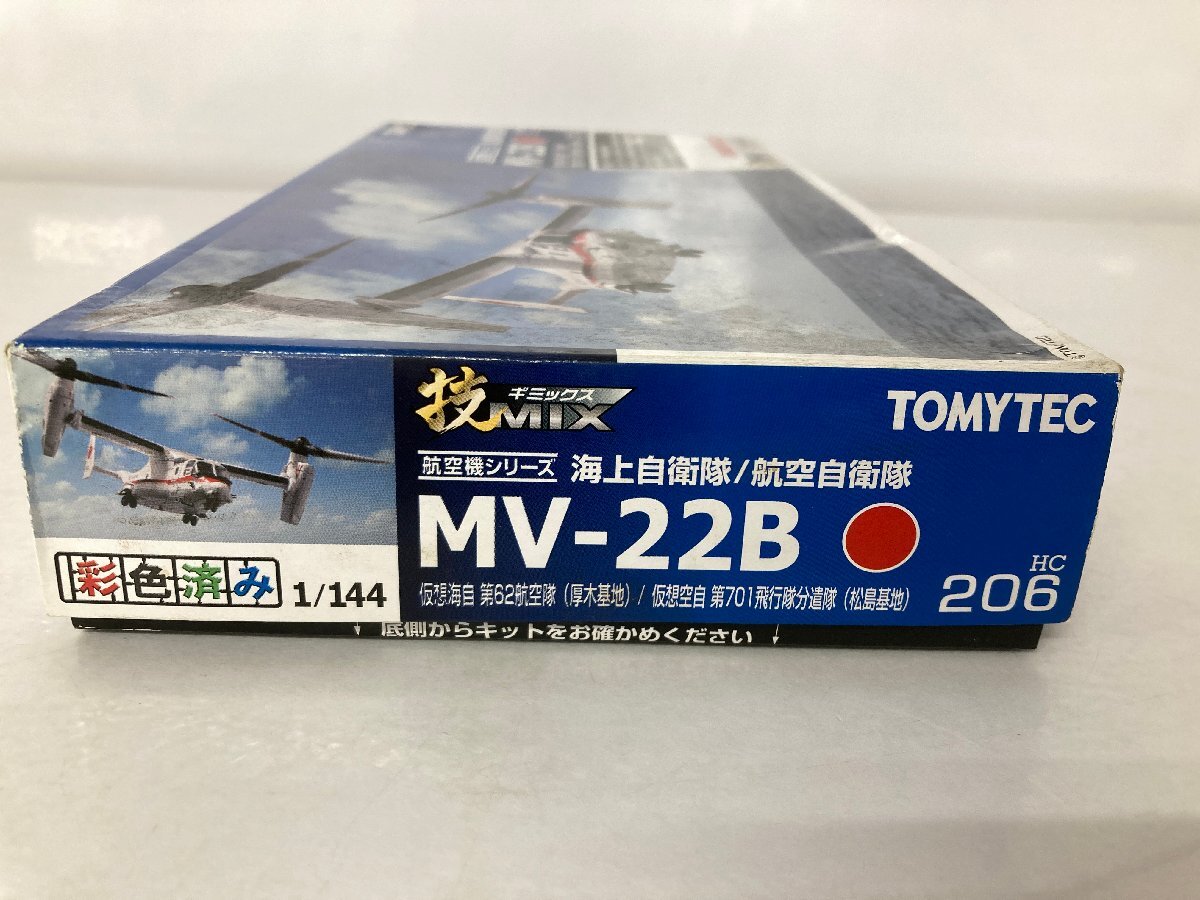 技MIX
ギミックス
TOMYTEC
航空機シリーズ 海上自衛隊/航空自衛隊
MV-22B
HC
206
仮想海自 第62航空隊（厚木基地）/ 仮想空自 第701飛行隊分遣隊（松島基地）
彩色済み 1/144
底側からキットをお確かめください